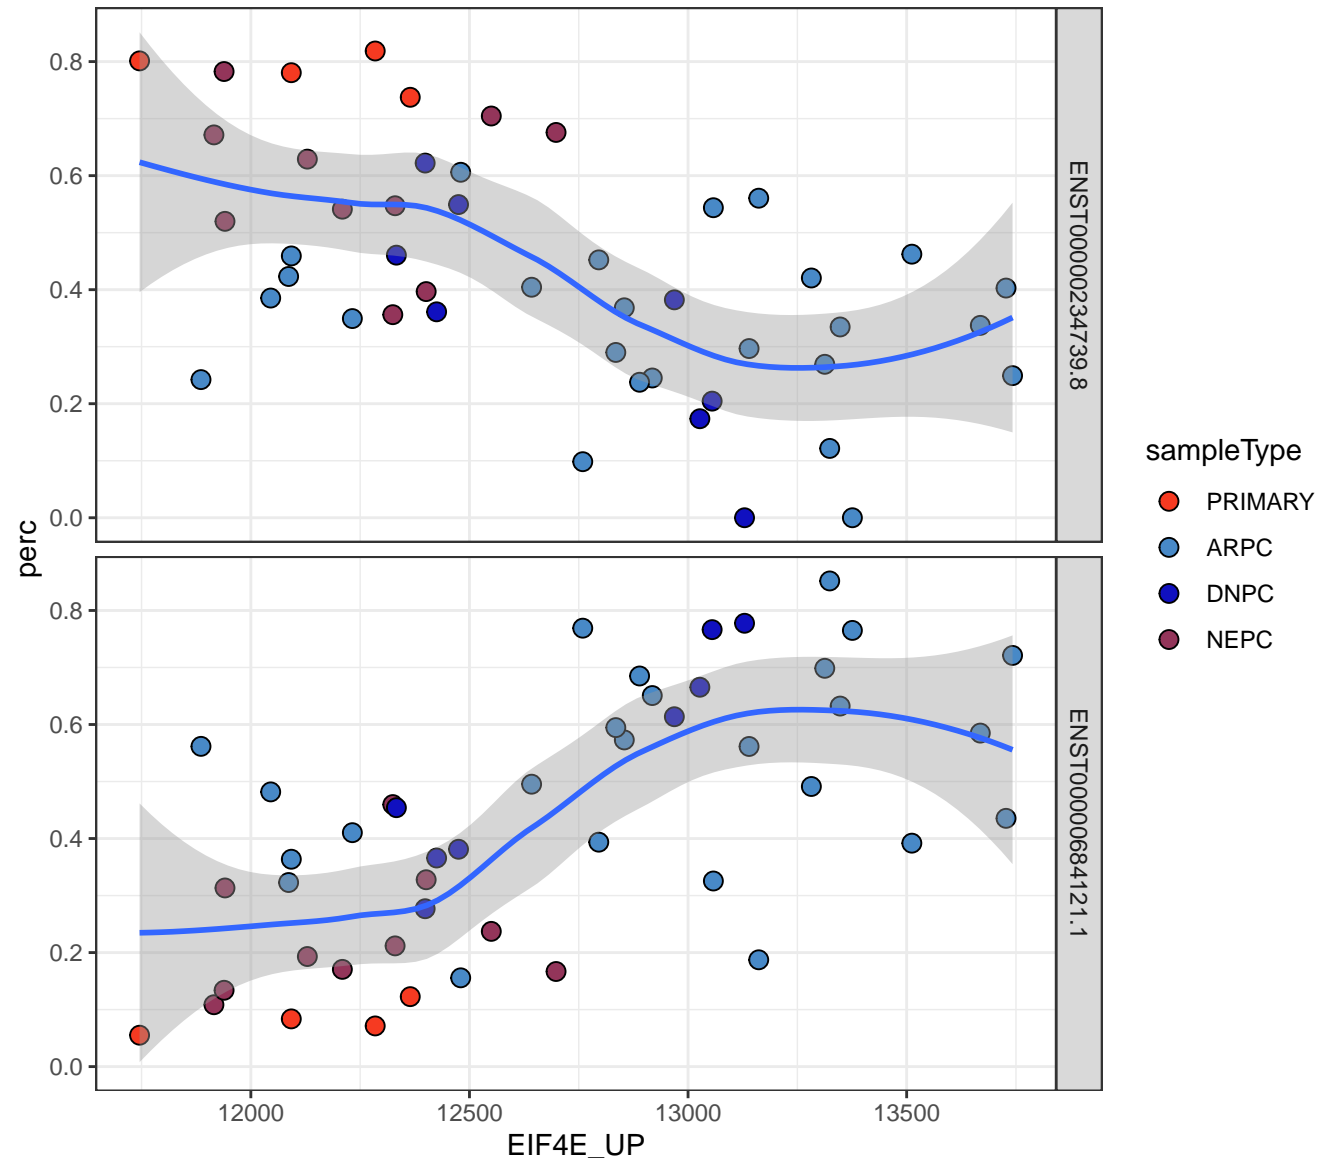 0.8
0.6
0.4
0.2
0.0
ENST00000234739.8
0.8
0.6
0.4
0.2
0.0
ENST00000684121.1
perc
12000
12500
13000
13500
EIF4E_UP
sampleType
PRIMARY
ARPC
DNPC
NEPC